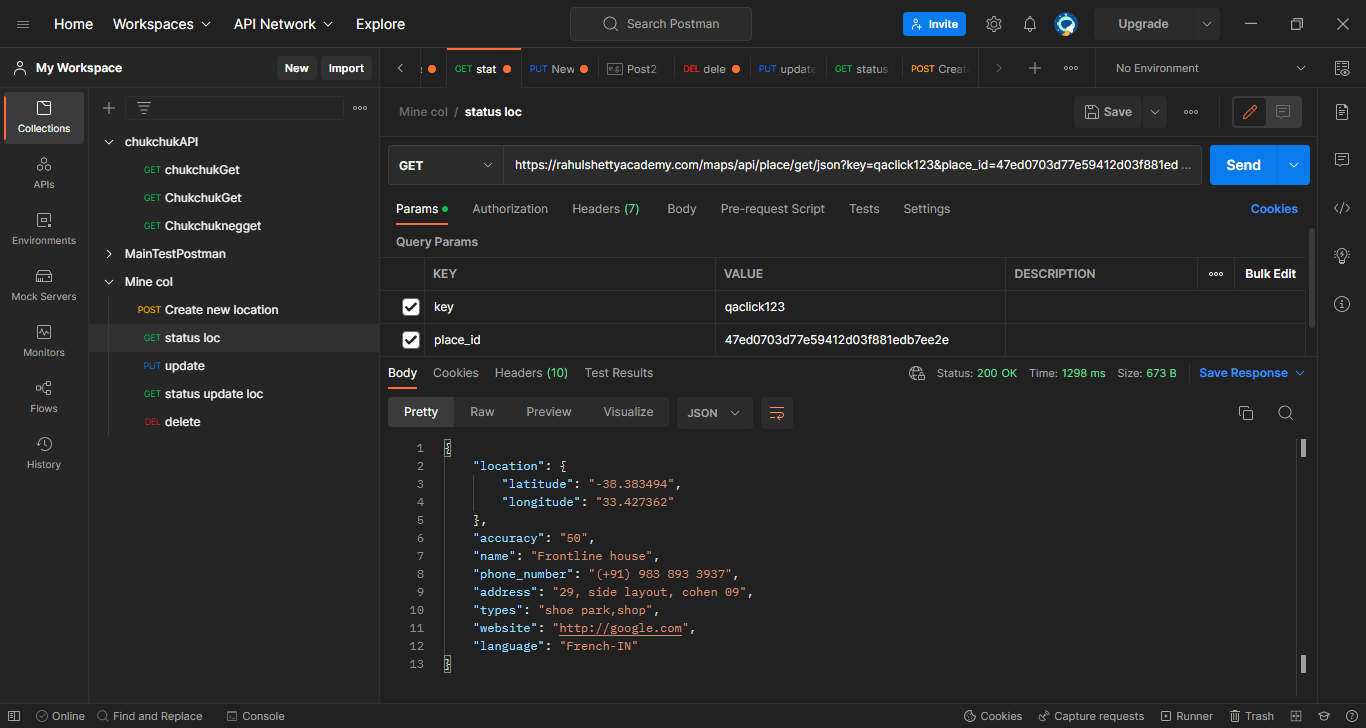 Home Workspaces API Network Explore Search Postman Invite Upgrade
My Workspace New Import GET stat PUT New Post2 DEL dele PUT update GET status POST Creat No Environment
Collections
APIs
Environments
Mock Servers
Monitors
Flows
History
chukchukAPI
GET chukchukGet
GET ChukchukGet
GET Chukchuknegget
MainTestPostman
Mine col
POST Create new location
GET status loc
PUT update
GET status update loc
DEL delete
Mine col / status loc Save
GET https://rahulshettyacademy.com/maps/api/place/get/json?key=qaclick123&place_id=47ed0703d77e59412d03f881ed ... Send
Params Authorization Headers (7) Body Pre-request Script Tests Settings Cookies
Query Params
KEY VALUE DESCRIPTION Bulk Edit
key qaclick123
place_id 47ed0703d77e59412d03f881edb7ee2e
Body Cookies Headers (10) Test Results Status: 200 OK Time: 1298 ms Size: 673 B Save Response
Pretty Raw Preview Visualize JSON
1 {
2 "location": {
3 "latitude": "-38.383494",
4 "longitude": "33.427362"
5 },
6 "accuracy": "50",
7 "name": "Frontline house",
8 "phone_number": "(+91) 983 893 3937",
9 "address": "29, side layout, cohen 09",
10 "types": "shoe park,shop",
11 "website": "http://google.com",
12 "language": "French-IN"
13 }
Online Find and Replace Console Cookies Capture requests Runner Trash